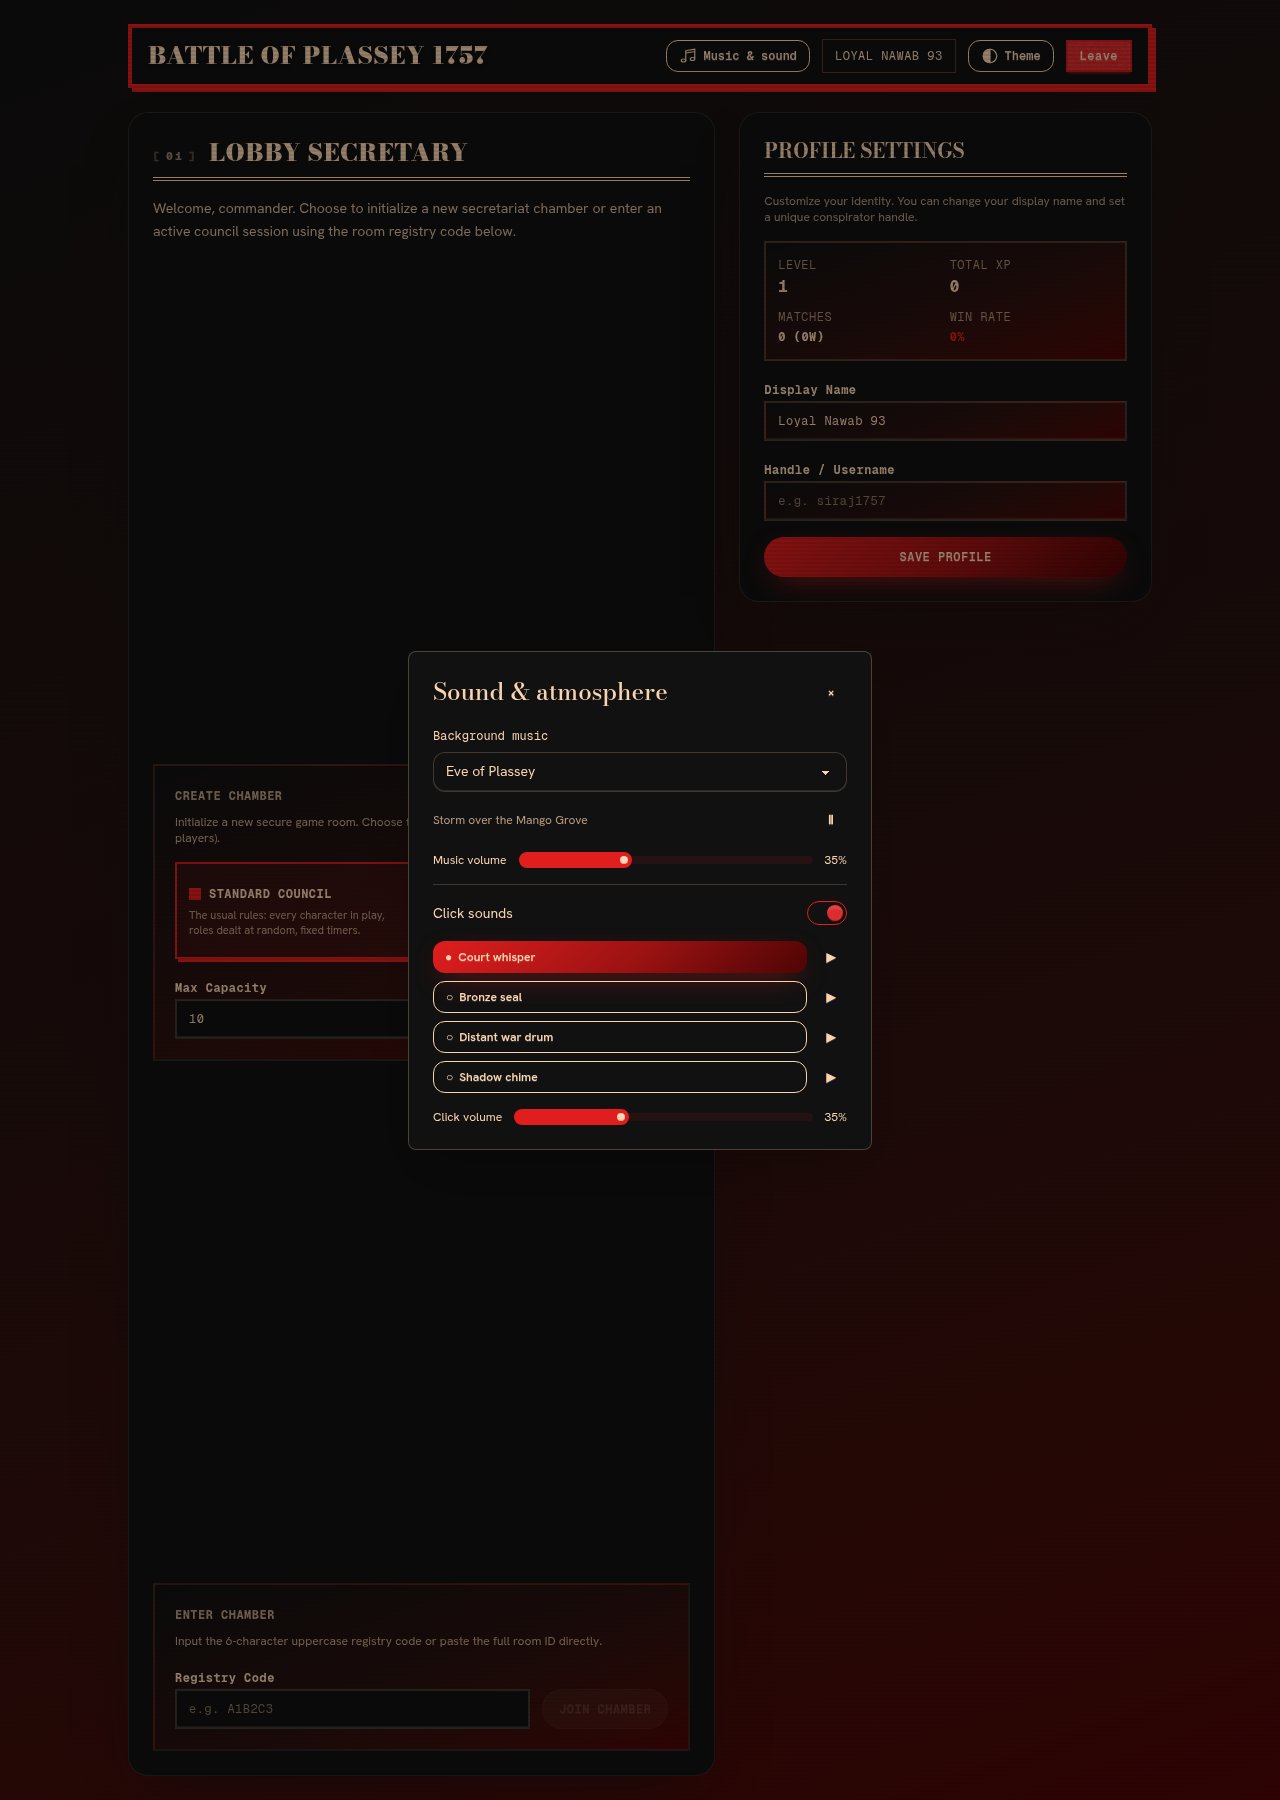 BATTLE OF PLASSEY 1757
Music & sound
LOYAL NAWAB 93
Theme
Leave
[ 01 ] LOBBY SECRETARY
Welcome, commander. Choose to initialize a new secretariat chamber or enter an
active council session using the room registry code below.
PROFILE SETTINGS
Customize your identity. You can change your display name and set
a unique conspirator handle.
LEVEL
1
TOTAL XP
0
MATCHES
0 (0W)
WIN RATE
0%
Display Name
Loyal Nawab 93
Handle / Username
e.g. siraj1757
SAVE PROFILE
CREATE CHAMBER
Initialize a new secure game room. Choose
players).
STANDARD COUNCIL
The usual rules: every character in play,
roles dealt at random, fixed timers.
Max Capacity
10
Sound & atmosphere
×
Background music
Eve of Plassey
Storm over the Mango Grove
Music volume
35%
Click sounds
Court whisper
Bronze seal
Distant war drum
Shadow chime
Click volume
35%
ENTER CHAMBER
Input the 6-character uppercase registry code or paste the full room ID directly.
Registry Code
e.g. A1B2C3
JOIN CHAMBER